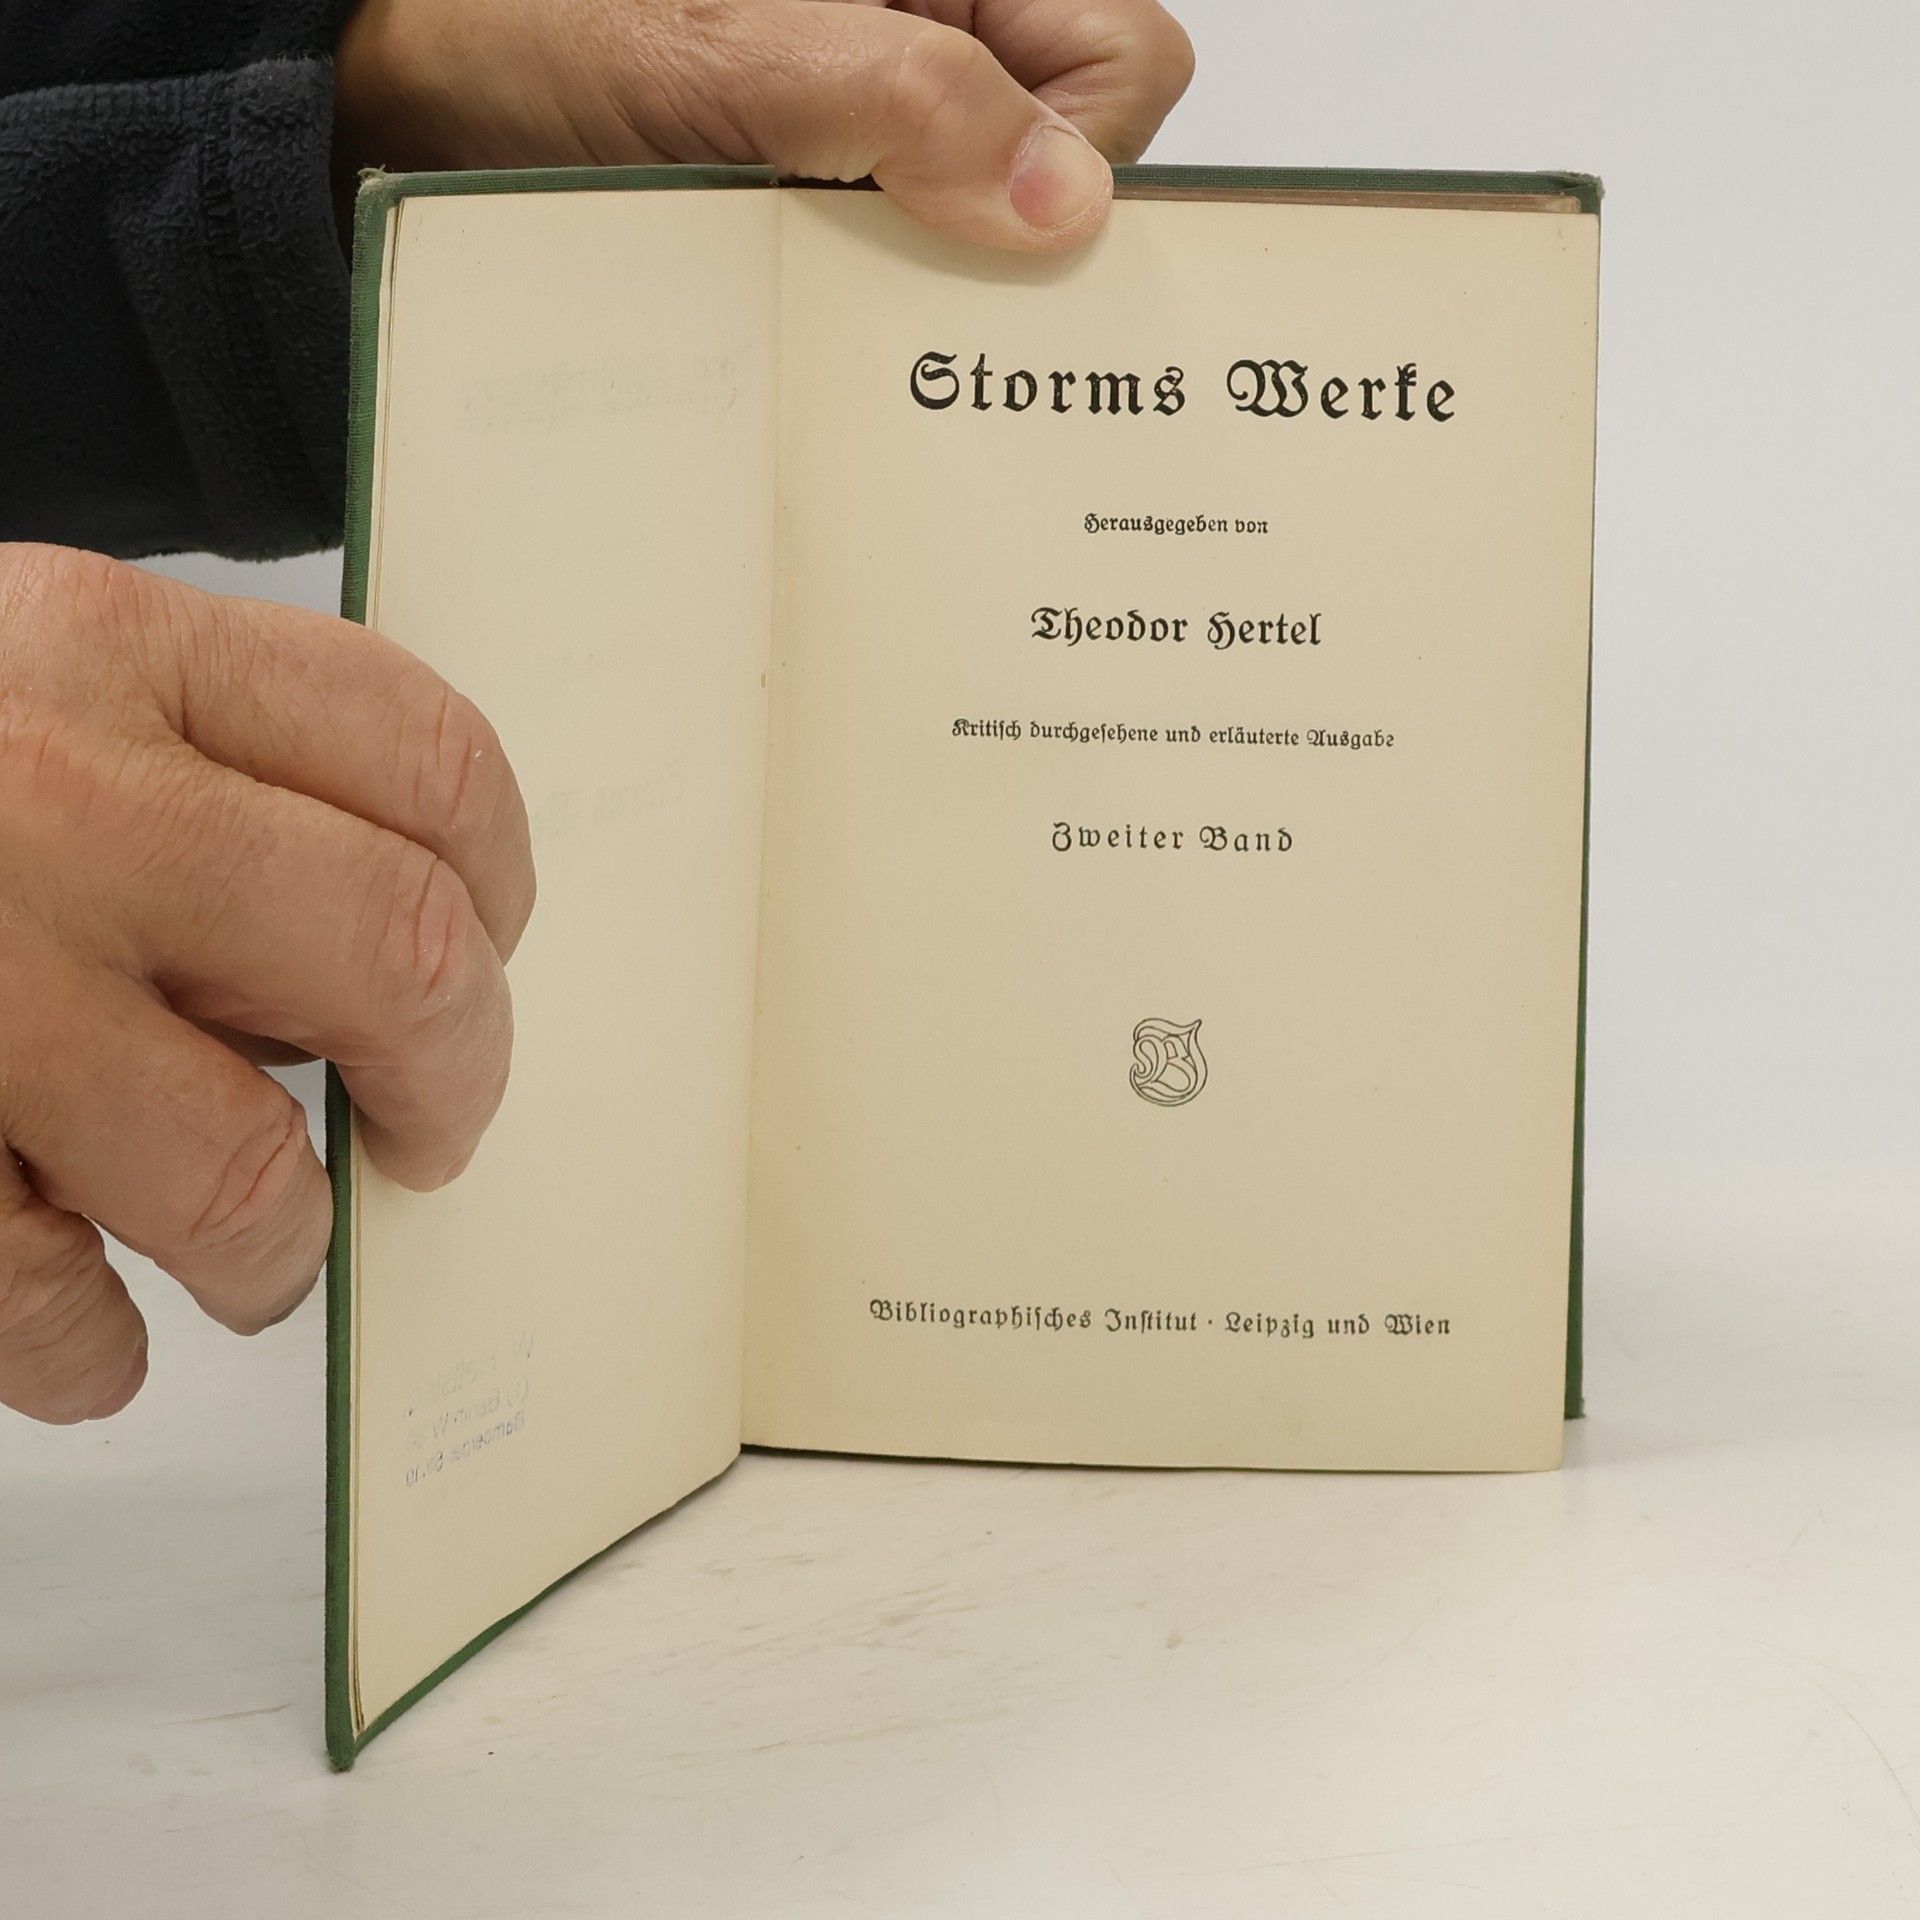 Storms Werke
Herausgegeben von
Theodor Hertel
Kritiſch durchgeſehene und erläuterte Ausgabe
Zweiter Band
Bibliographiſches Inſtitut · Leipzig und Wien